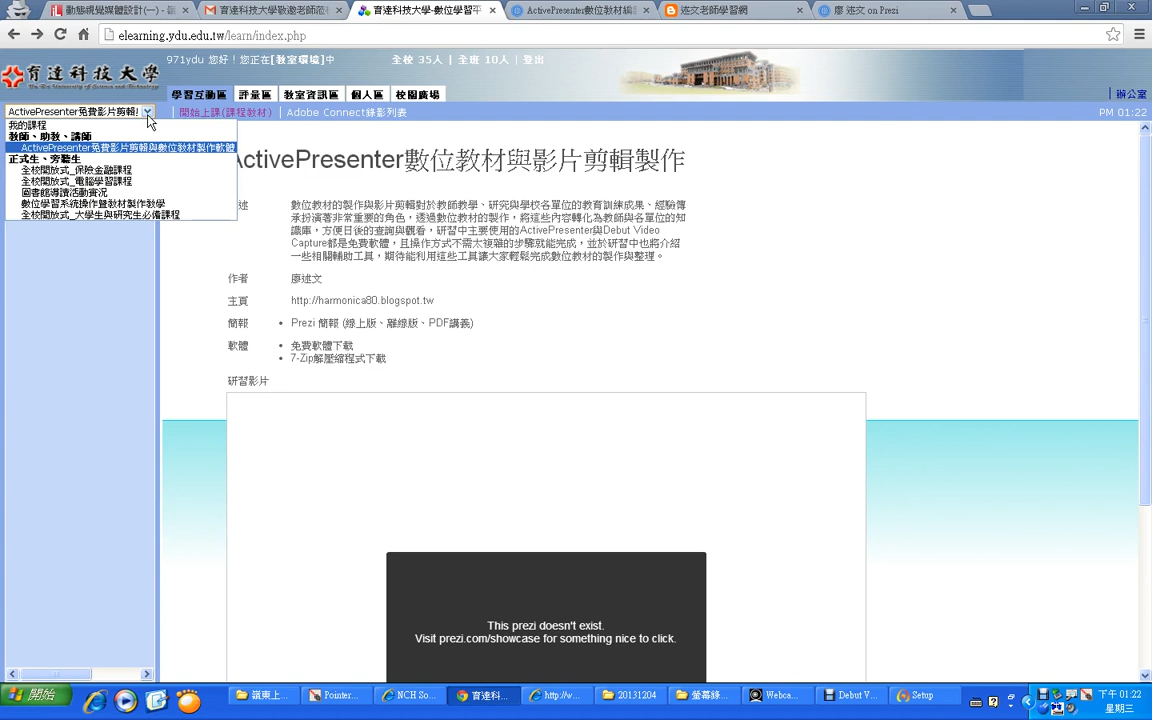 動態視覺媒體設計(一) - 嶺
育達科技大學敬邀老師蒞
育達科技大學-數位學習平
ActivePresenter數位教材編
迷文老師學習網
廖 述文 on Prezi
elearning.ydu.edu.tw/learn/index.php
育達科技大學
971ydu 您好！您正在[教室環境]中
全校 35人 | 全班 10人 | 登出
學習互動區
評量區
教室資訊區
個人區
校園廣場
辦公室
ActivePresenter免費影片剪輯
開始上課(課程教材)
Adobe Connect錄影列表
PM 01:22
我的課程
教師、助教、講師
ActivePresenter免費影片剪輯與數位教材製作軟體
正式生、旁聽生
全校開放式_保險金融課程
全校開放式_電腦學習課程
圖書館導讀活動實況
數位學習系統操作暨教材製作教學
全校開放式_大學生與研究生必備課程
ctivePresenter數位教材與影片剪輯製作
述
數位教材的製作與影片剪輯對於教師教學、研究與學校各單位的教育訓練成果、經驗傳
承扮演著非常重要的角色，透過數位教材的製作，將這些內容轉化為教師與各單位的知
識庫，方便日後的查詢與觀看，研習中主要使用的ActivePresenter與Debut Video
Capture都是免費軟體，且操作方式不需太複雜的步驟就能完成，並於研習中也將介紹
一些相關輔助工具，期待能利用這些工具讓大家輕鬆完成數位教材的製作與整理。
作者
廖述文
主頁
http://harmonica80.blogspot.tw
簡報
• Prezi 簡報 (線上版、離線版、PDF講義)
軟體
• 免費軟體下載
• 7-Zip解壓縮程式下載
研習影片
This prezi doesn't exist.
Visit prezi.com/showcase for something nice to click.
開始
嶺東上...
Pointer...
NCH So...
育達科...
http://w...
20131204
螢幕錄...
Webca...
Debut V...
Setup
下午 01:22
星期三